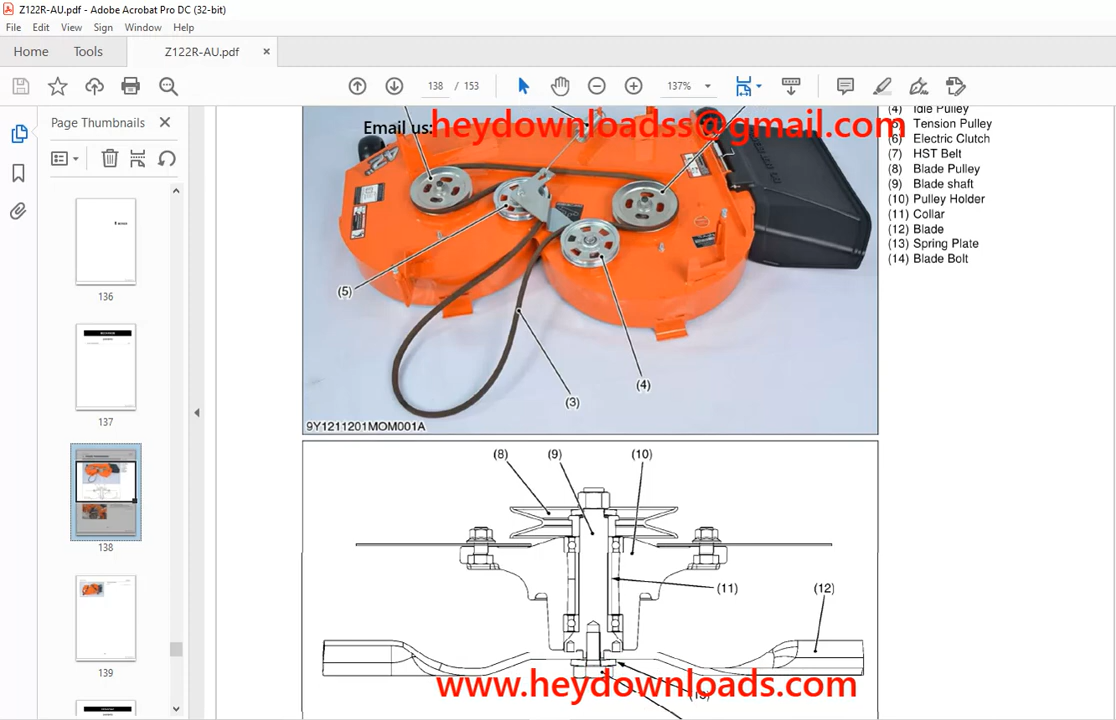 Z122R-AU.pdf - Adobe Acrobat Pro DC (32-bit)
File Edit View Sign Window Help
Home Tools Z122R-AU.pdf ×
138 / 153 137%
Page Thumbnails
136
137
138
139
Email us:heydownloadss@gmail.com
(5)
(4)
(3)
9Y1211201MOM001A
(4) Idle Pulley
Tension Pulley
(6) Electric Clutch
(7) HST Belt
(8) Blade Pulley
(9) Blade shaft
(10) Pulley Holder
(11) Collar
(12) Blade
(13) Spring Plate
(14) Blade Bolt
(8) (9) (10)
(11) (12)
www.heydownloads.com